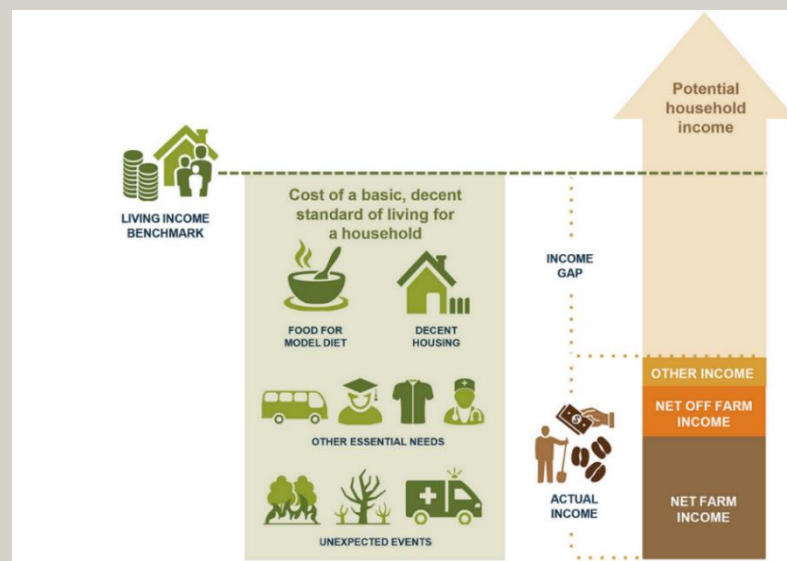 Potential
household
income
LIVING INCOME
BENCHMARK
Cost of a basic, decent
standard of living for
a household
FOOD FOR
MODEL DIET
DECENT
HOUSING
OTHER ESSENTIAL NEEDS
UNEXPECTED EVENTS
INCOME
GAP
ACTUAL
INCOME
OTHER INCOME
NET OFF FARM
INCOME
NET FARM
INCOME